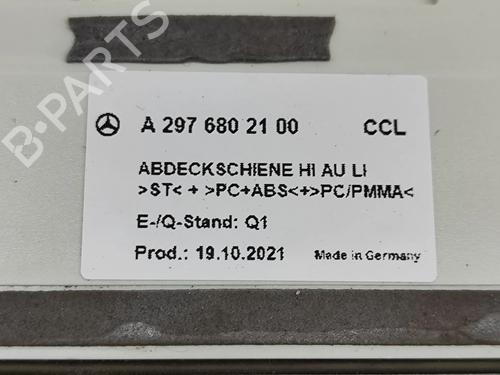 B-PARTS
A 297 680 21 00 CCL
ABDECKSCHIENE HI AU LI
>ST< + >PC+ABS<+>PC/PMMA<
E-/Q-Stand: Q1
Prod.: 19.10.2021 Made in Germany